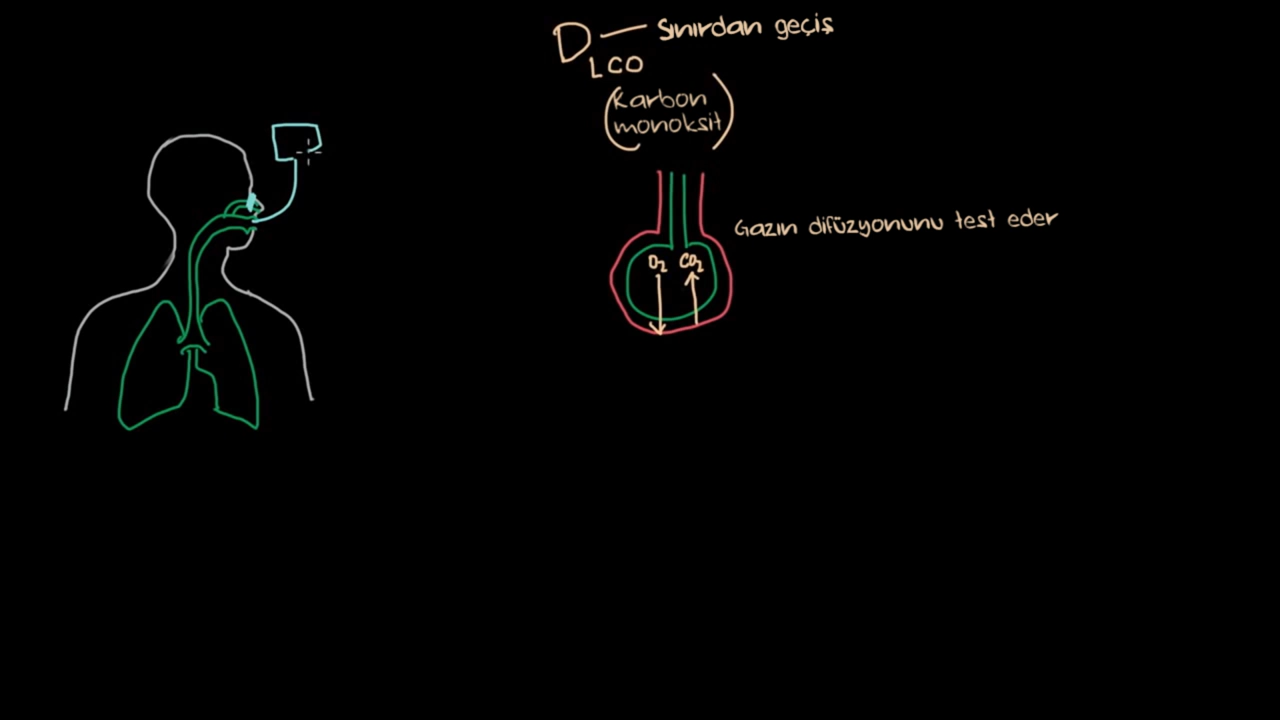 D LCO — Sınırdan geçiş
(Karbon
monoksit)
Gazın difüzyonunu test eder
O2 CO2